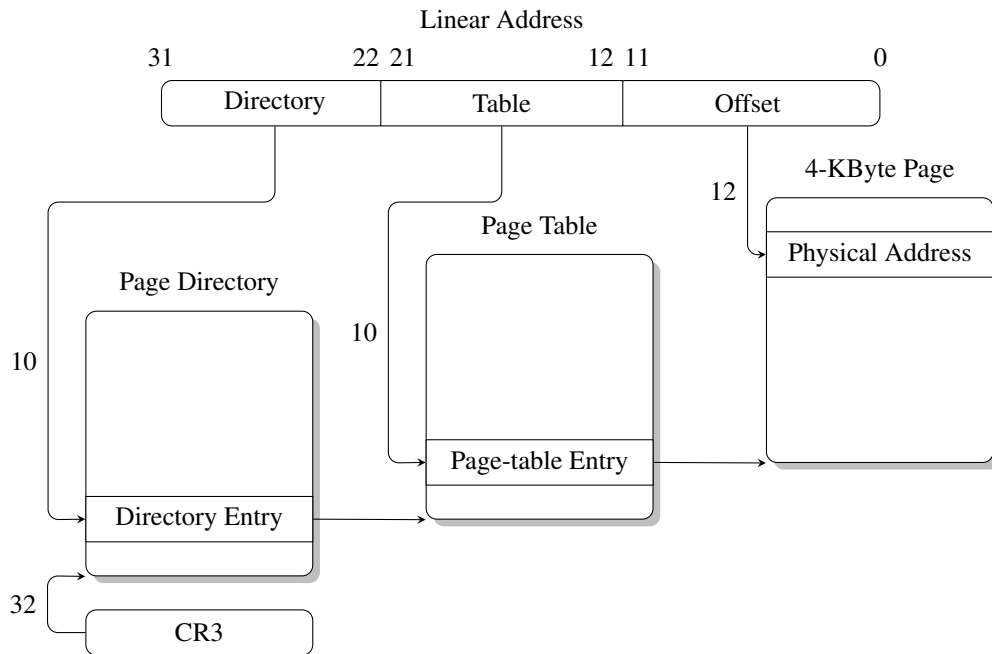 Linear Address
31 22 21 12 11 0
Directory Table Offset
4-KByte Page
12
Page Table
Physical Address
Page Directory
10
10
Page-table Entry
Directory Entry
32
CR3